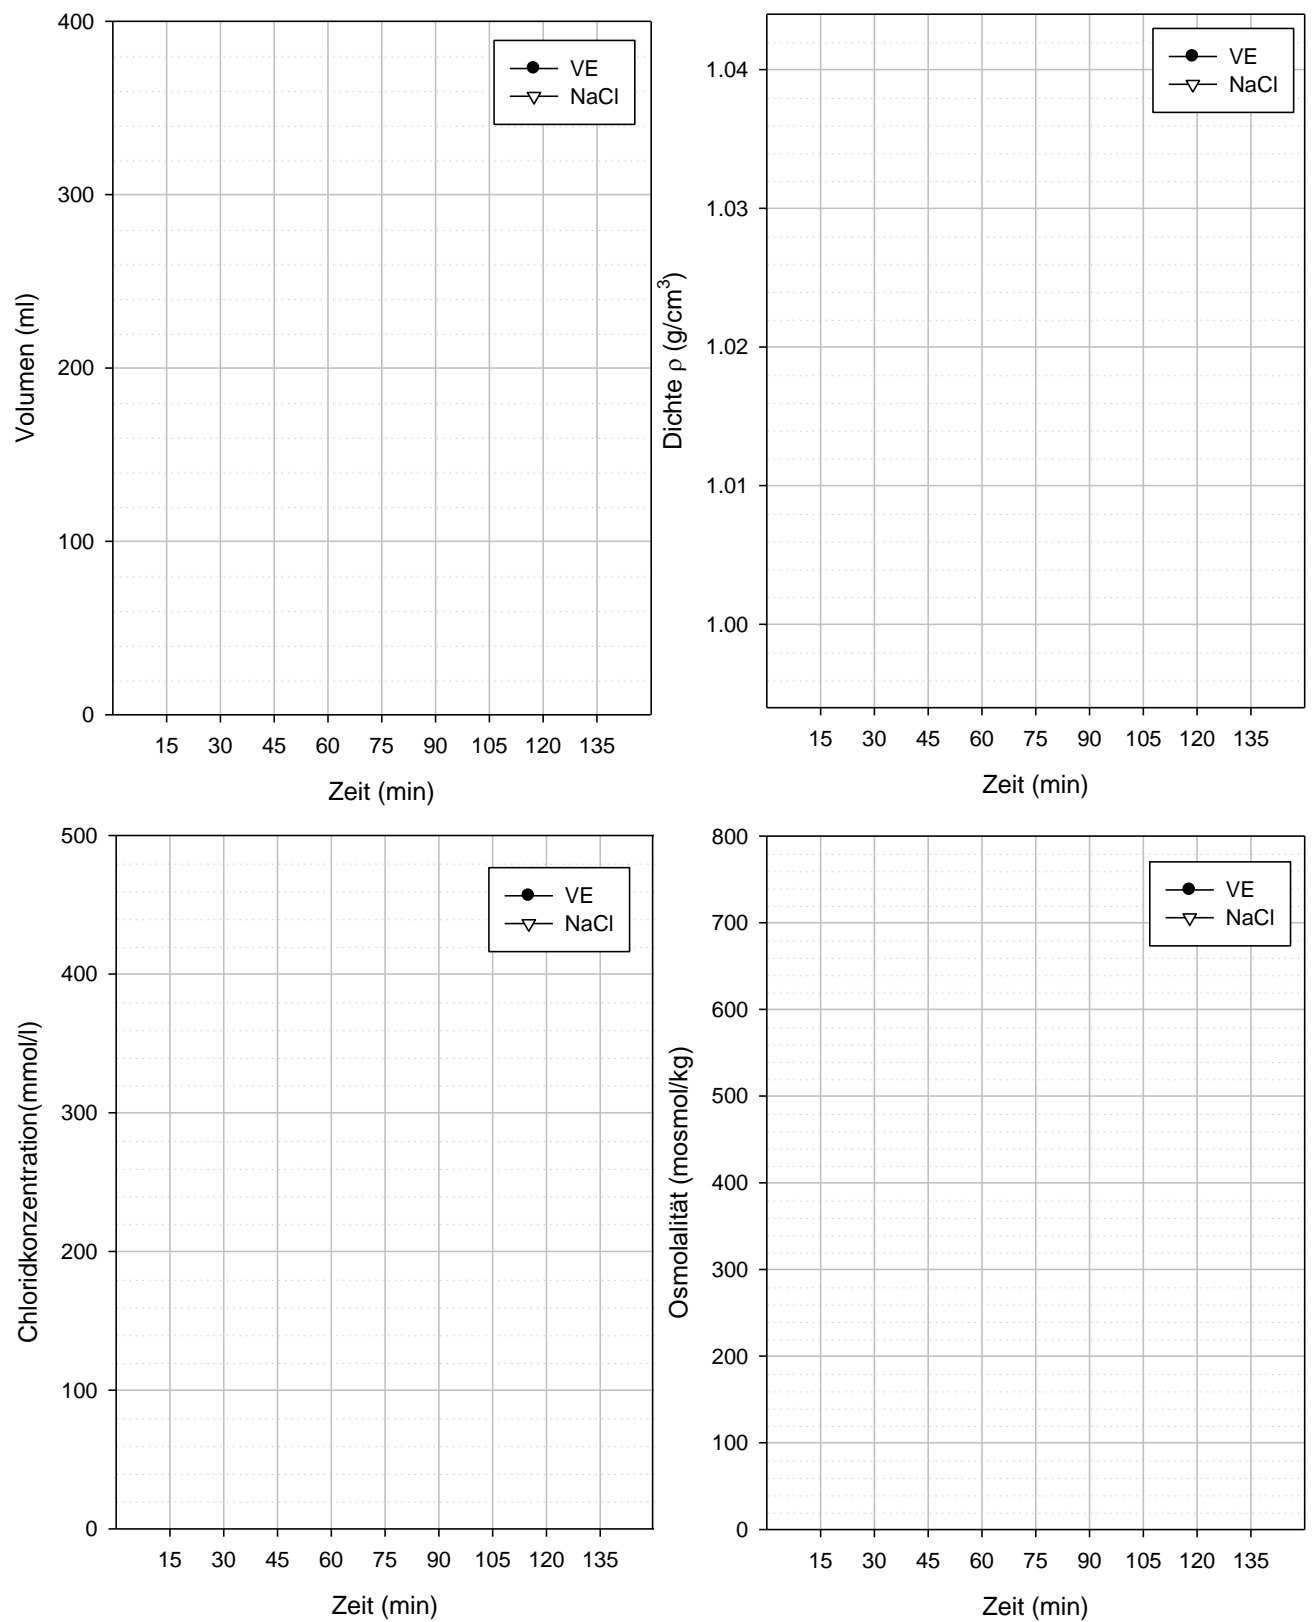 400
300
200
100
0
Volumen (ml)
VE
NaCl
15 30 45 60 75 90 105 120 135
Zeit (min)
1.04
1.03
1.02
1.01
1.00
Dichte ρ (g/cm³)
VE
NaCl
15 30 45 60 75 90 105 120 135
Zeit (min)
500
400
300
200
100
0
Chloridkonzentration(mmol/l)
VE
NaCl
15 30 45 60 75 90 105 120 135
Zeit (min)
800
700
600
500
400
300
200
100
0
Osmolalität (mosmol/kg)
VE
NaCl
15 30 45 60 75 90 105 120 135
Zeit (min)